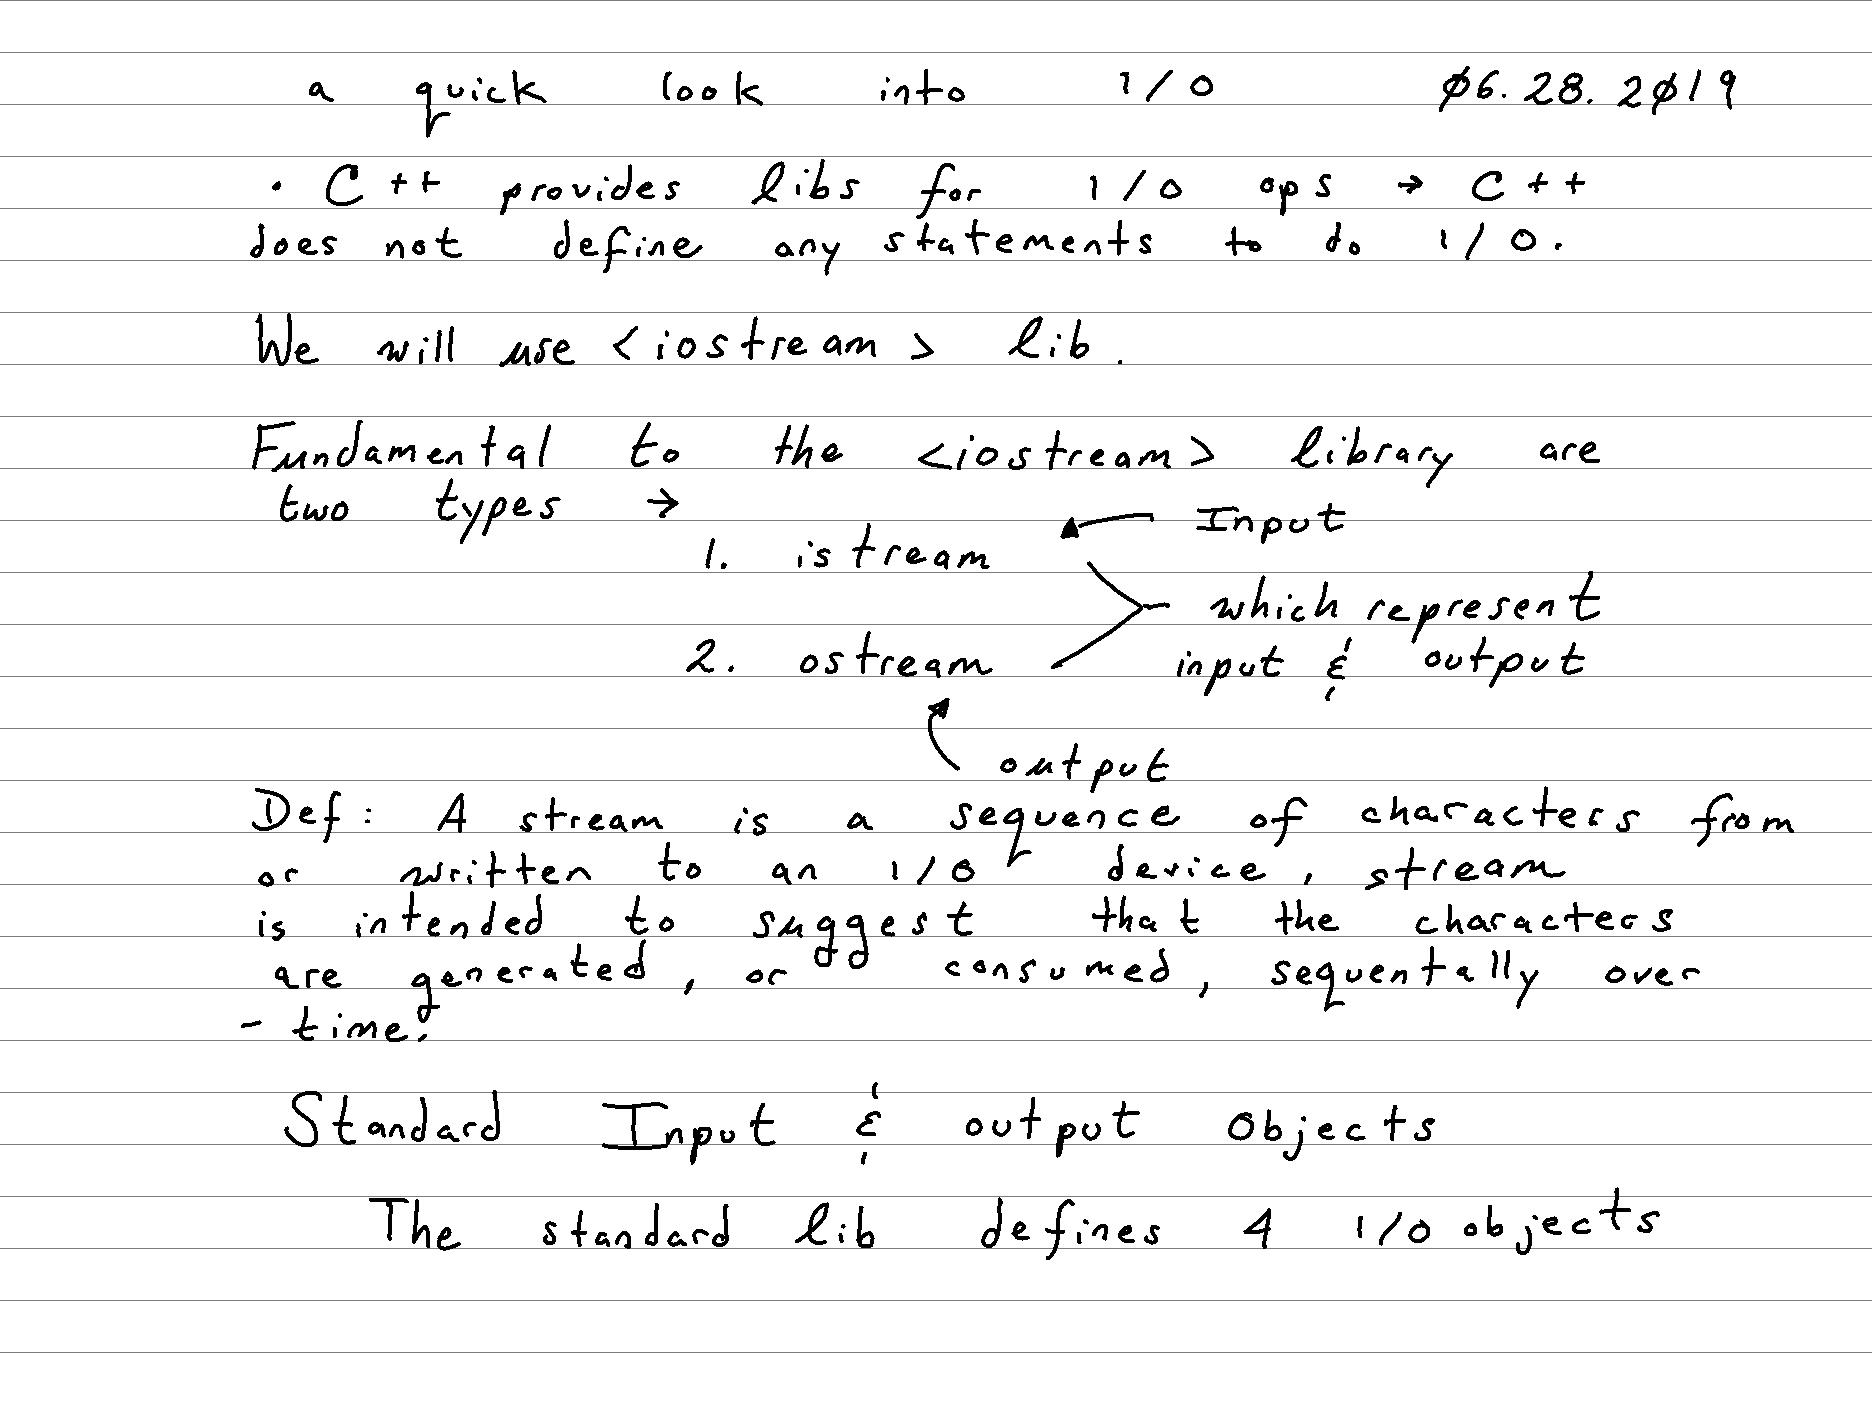 a quick look into I/O 06.28.2019
• C++ provides libs for I/O ops → C++
does not define any statements to do I/O.
We will use <iostream> lib.
Fundamental to the <iostream> library are
two types →
Input
1. istream
which represent
2. ostream
input & output
output
Def: A stream is a sequence of characters from
or written to an I/O device, stream
is intended to suggest that the characters
are generated, or consumed, sequentally over
- time.
Standard Input & output Objects
The standard lib defines 4 I/O objects